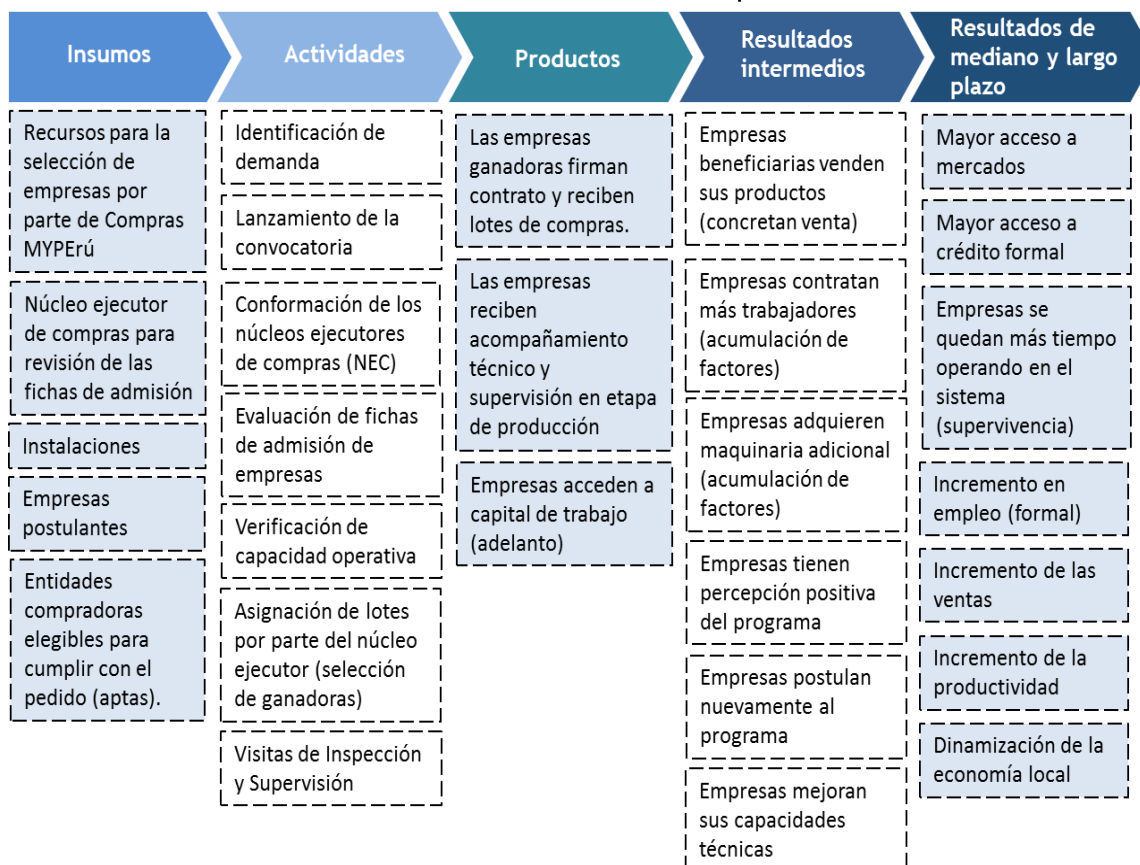 Insumos
Actividades
Productos
Resultados
intermedios
Resultados de
mediano y largo
plazo
Recursos para la
selección de
empresas por
parte de Compras
MYPErú
Núcleo ejecutor
de compras para
revisión de las
fichas de admisión
Instalaciones
Empresas
postulantes
Entidades
compradoras
elegibles para
cumplir con el
pedido (aptas).
Identificación de
demanda
Lanzamiento de la
convocatoria
Conformación de los
núcleos ejecutores
de compras (NEC)
Evaluación de fichas
de admisión de
empresas
Verificación de
capacidad operativa
Asignación de lotes
por parte del núcleo
ejecutor (selección
de ganadoras)
Visitas de Inspección
y Supervisión
Las empresas
ganadoras firman
contrato y reciben
lotes de compras.
Las empresas
reciben
acompañamiento
técnico y
supervisión en etapa
de producción
Empresas acceden a
capital de trabajo
(adelanto)
Empresas
beneficiarias venden
sus productos
(concretan venta)
Empresas contratan
más trabajadores
(acumulación de
factores)
Empresas adquieren
maquinaria adicional
(acumulación de
factores)
Empresas tienen
percepción positiva
del programa
Empresas postulan
nuevamente al
programa
Empresas mejoran
sus capacidades
técnicas
Mayor acceso a
mercados
Mayor acceso a
crédito formal
Empresas se
quedan más tiempo
operando en el
sistema
(supervivencia)
Incremento en
empleo (formal)
Incremento de las
ventas
Incremento de la
productividad
Dinamización de la
economía local